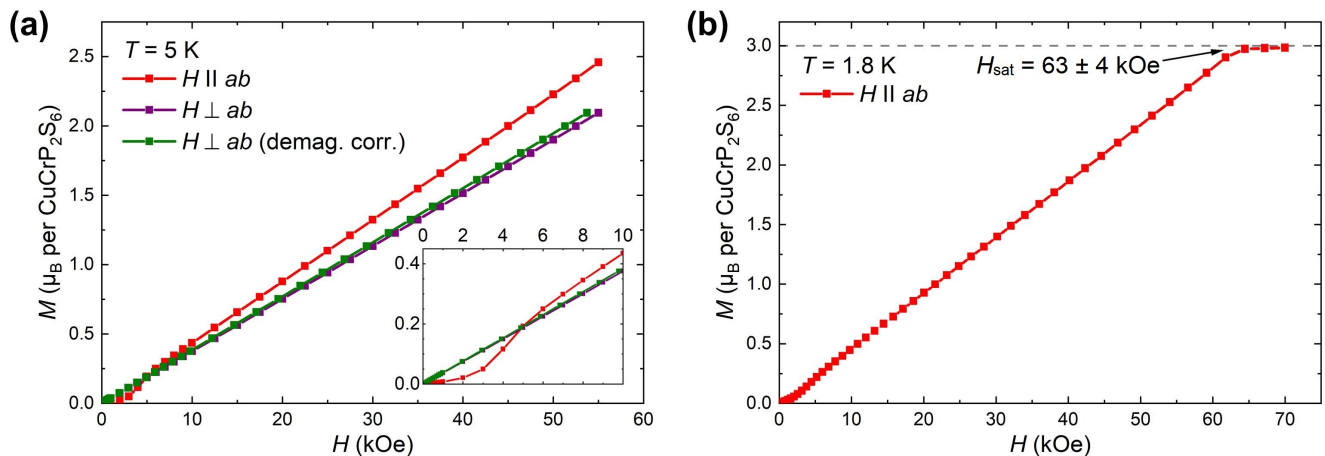 (a)
M (μB per CuCrP2S6)
2.5
2.0
1.5
1.0
0.5
0.0
T = 5 K
H || ab
H ⊥ ab
H ⊥ ab (demag. corr.)
0 2 4 6 8 10
0.4
0.2
0.0
0 10 20 30 40 50 60
H (kOe)
(b)
M (μB per CuCrP2S6)
3.0
2.5
2.0
1.5
1.0
0.5
0.0
T = 1.8 K
H || ab
Hsat = 63 ± 4 kOe
0 10 20 30 40 50 60 70
H (kOe)